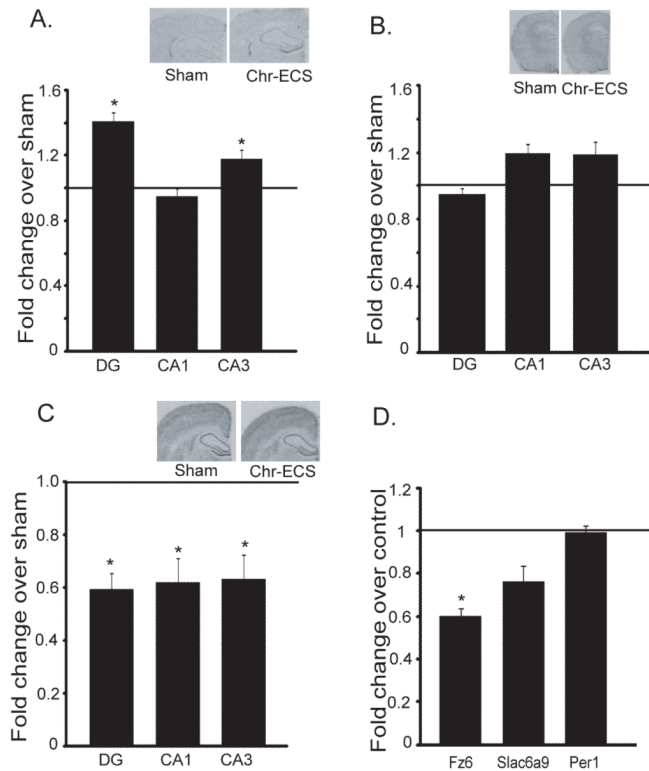 A.
Sham Chr-ECS
Fold change over sham
1.6
1.2
0.8
0.4
0
*
*
DG CA1 CA3
B.
Sham Chr-ECS
Fold change over sham
1.6
1.2
0.8
0.4
0
DG CA1 CA3
C
Sham Chr-ECS
Fold change over sham
1.0
0.8
0.6
0.4
0.2
0
* * *
DG CA1 CA3
D.
Fold change over control
1.2
1
0.8
0.6
0.4
0.2
0
*
Fz6 Slac6a9 Per1